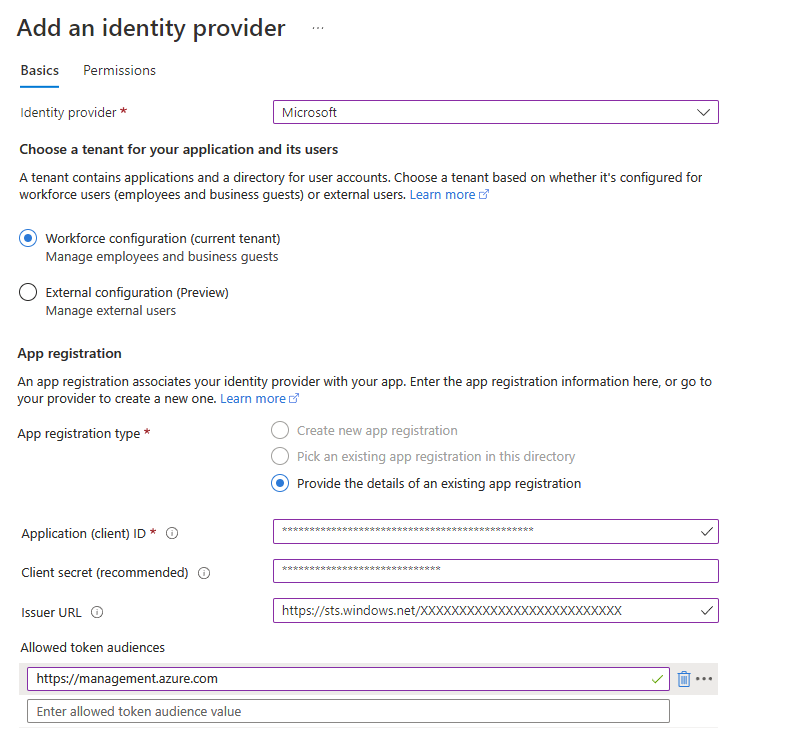 Add an identity provider ...
Basics Permissions
Identity provider * Microsoft
Choose a tenant for your application and its users
A tenant contains applications and a directory for user accounts. Choose a tenant based on whether it's configured for
workforce users (employees and business guests) or external users. Learn more
Workforce configuration (current tenant)
Manage employees and business guests
External configuration (Preview)
Manage external users
App registration
An app registration associates your identity provider with your app. Enter the app registration information here, or go to
your provider to create a new one. Learn more
App registration type *
Create new app registration
Pick an existing app registration in this directory
Provide the details of an existing app registration
Application (client) ID * **********************************************
Client secret (recommended) *****************************
Issuer URL https://sts.windows.net/XXXXXXXXXXXXXXXXXXXXXXXXXX
Allowed token audiences
https://management.azure.com
Enter allowed token audience value